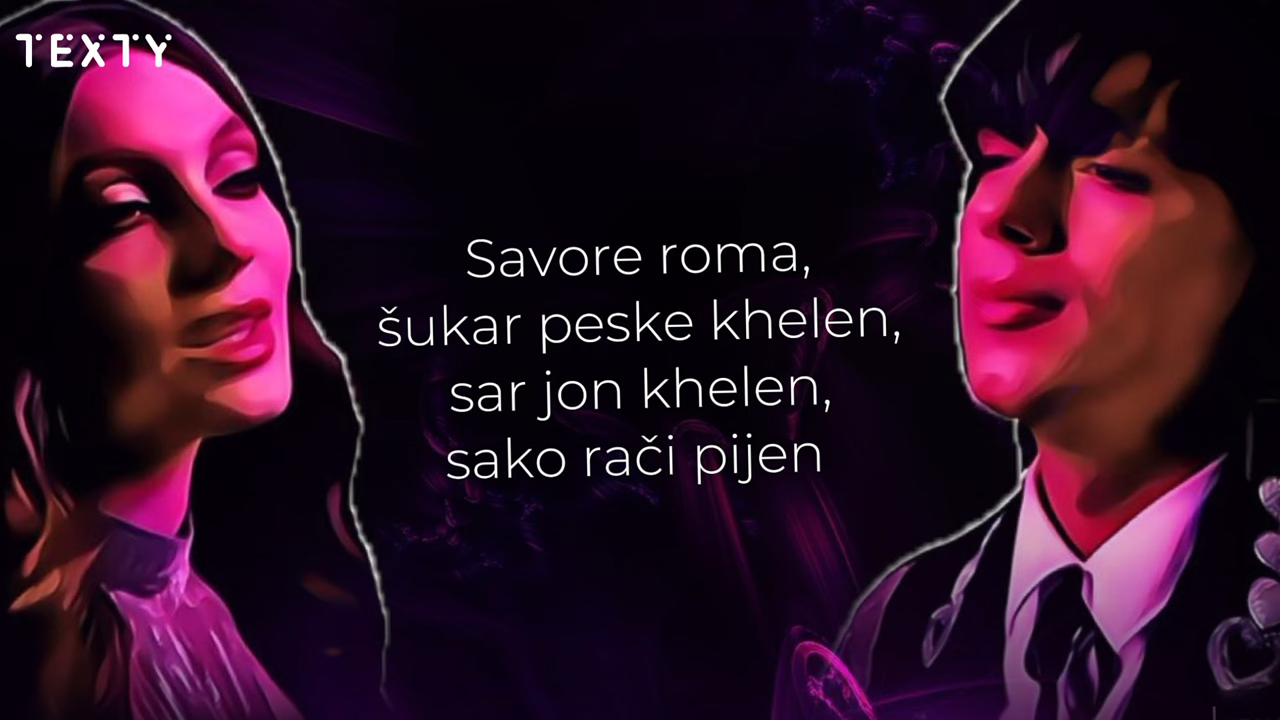 TEXTY
Savore roma,
šukar peske khelen,
sar jon khelen,
sako rači pijen